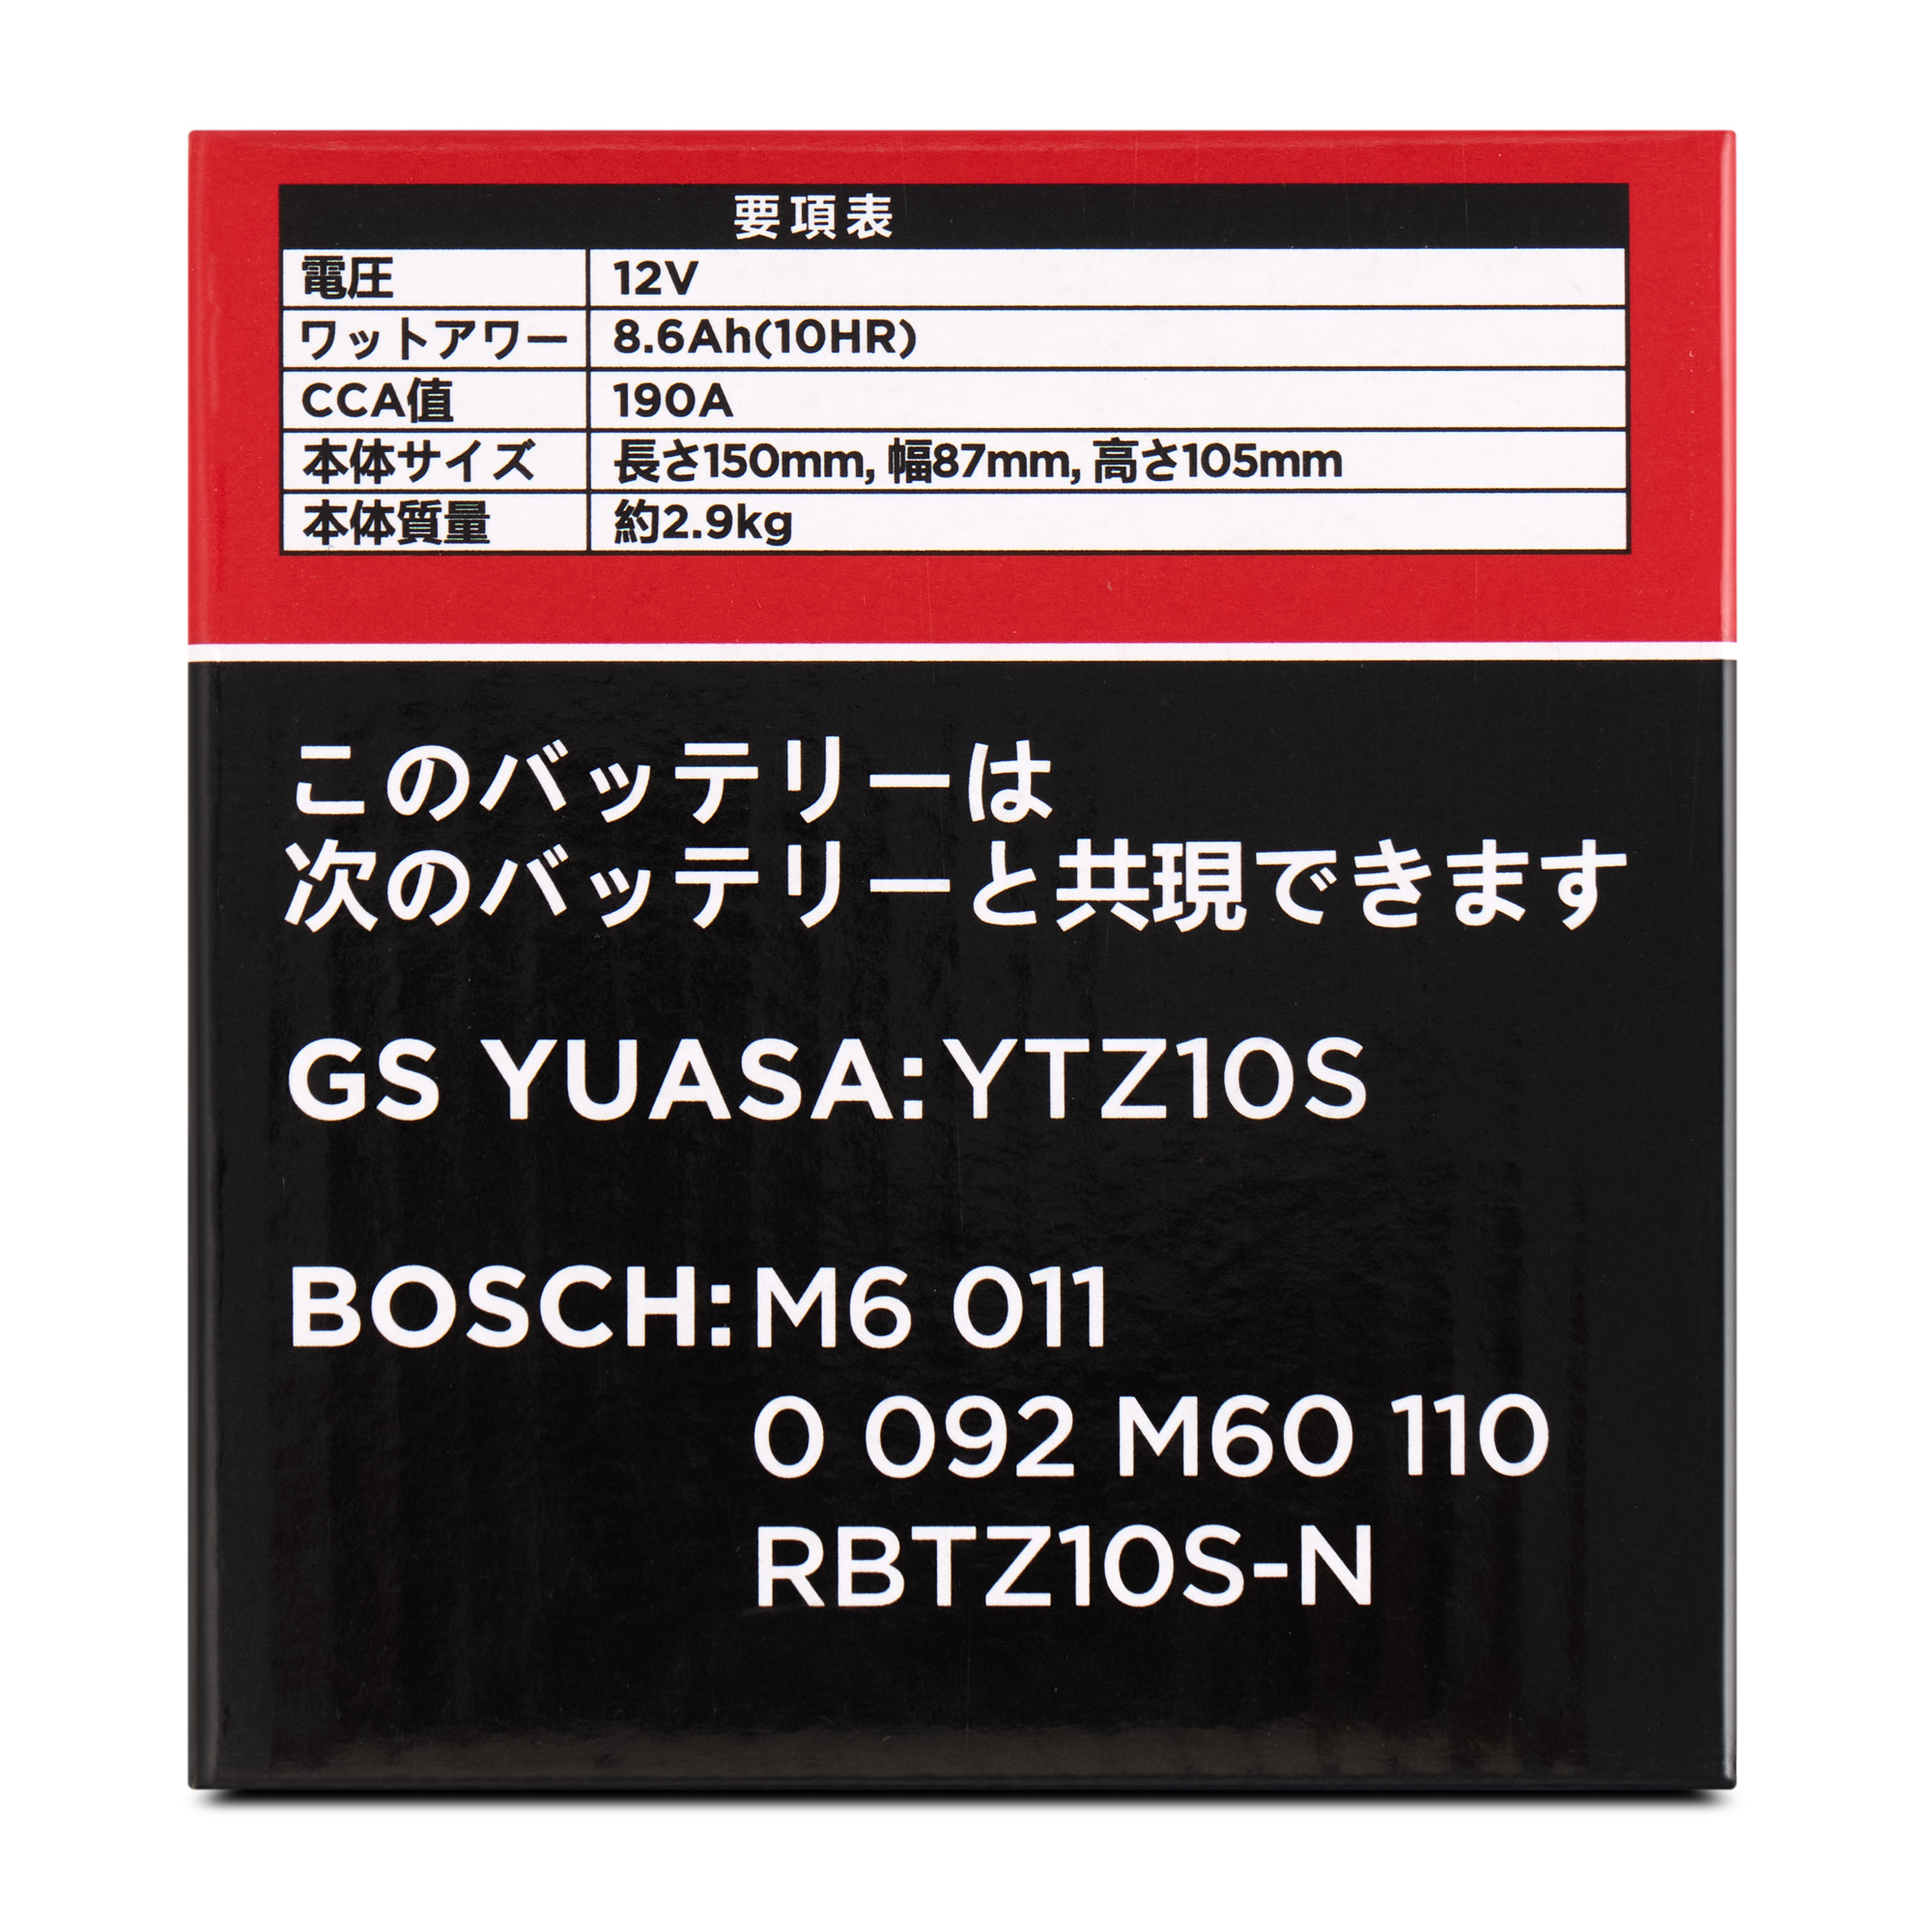 要項表
電圧 12V
ワットアワー 8.6Ah(10HR)
CCA値 190A
本体サイズ 長さ150mm, 幅87mm, 高さ105mm
本体質量 約2.9kg
このバッテリーは
次のバッテリーと共現できます
GS YUASA:YTZ10S
BOSCH:M6 011
0 092 M60 110
RBTZ10S-N